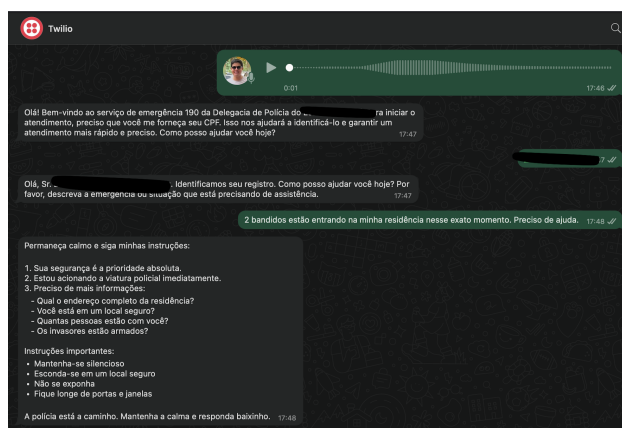 Twilio
0:01
17:46
Olá! Bem-vindo ao serviço de emergência 190 da Delegacia de Polícia do ra iniciar o
atendimento, preciso que você me forneça seu CPF. Isso nos ajudará a identificá-lo e garantir um
atendimento mais rápido e preciso. Como posso ajudar você hoje?
17:47
Olá, Sr. . Identificamos seu registro. Como posso ajudar você hoje? Por
favor, descreva a emergência ou situação que está precisando de assistência.
17:47
2 bandidos estão entrando na minha residência nesse exato momento. Preciso de ajuda.
17:48
Permaneça calmo e siga minhas instruções:
1. Sua segurança é a prioridade absoluta.
2. Estou acionando a viatura policial imediatamente.
3. Preciso de mais informações:
- Qual o endereço completo da residência?
- Você está em um local seguro?
- Quantas pessoas estão com você?
- Os invasores estão armados?
Instruções importantes:
• Mantenha-se silencioso
• Esconda-se em um local seguro
• Não se exponha
• Fique longe de portas e janelas
A polícia está a caminho. Mantenha a calma e responda baixinho.
17:48